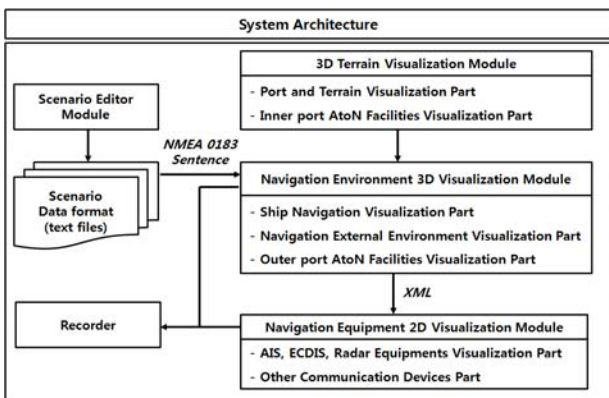 System Architecture
3D Terrain Visualization Module
- Port and Terrain Visualization Part
- Inner port AtoN Facilities Visualization Part
Scenario Editor
Module
NMEA 0183
Sentence
Scenario
Data format
(text files)
Navigation Environment 3D Visualization Module
- Ship Navigation Visualization Part
- Navigation External Environment Visualization Part
- Outer port AtoN Facilities Visualization Part
XML
Recorder
Navigation Equipment 2D Visualization Module
- AIS, ECDIS, Radar Equipments Visualization Part
- Other Communication Devices Part